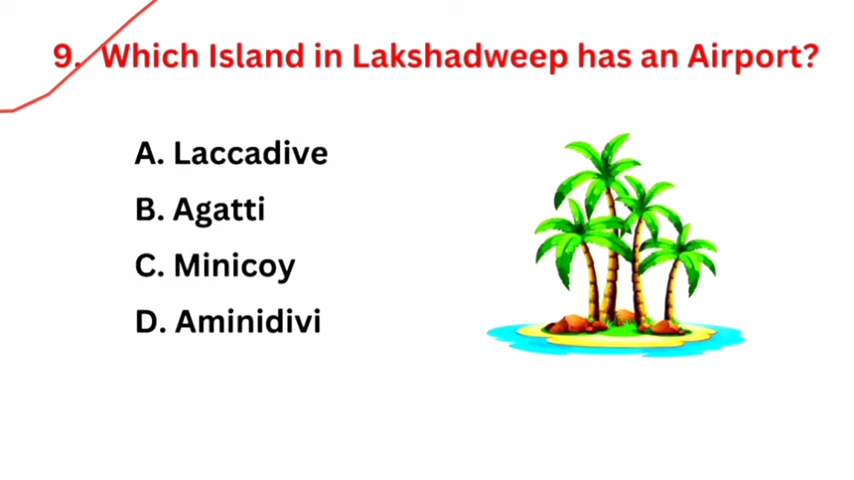 9. Which Island in Lakshadweep has an Airport?
A. Laccadive
B. Agatti
C. Minicoy
D. Aminidivi